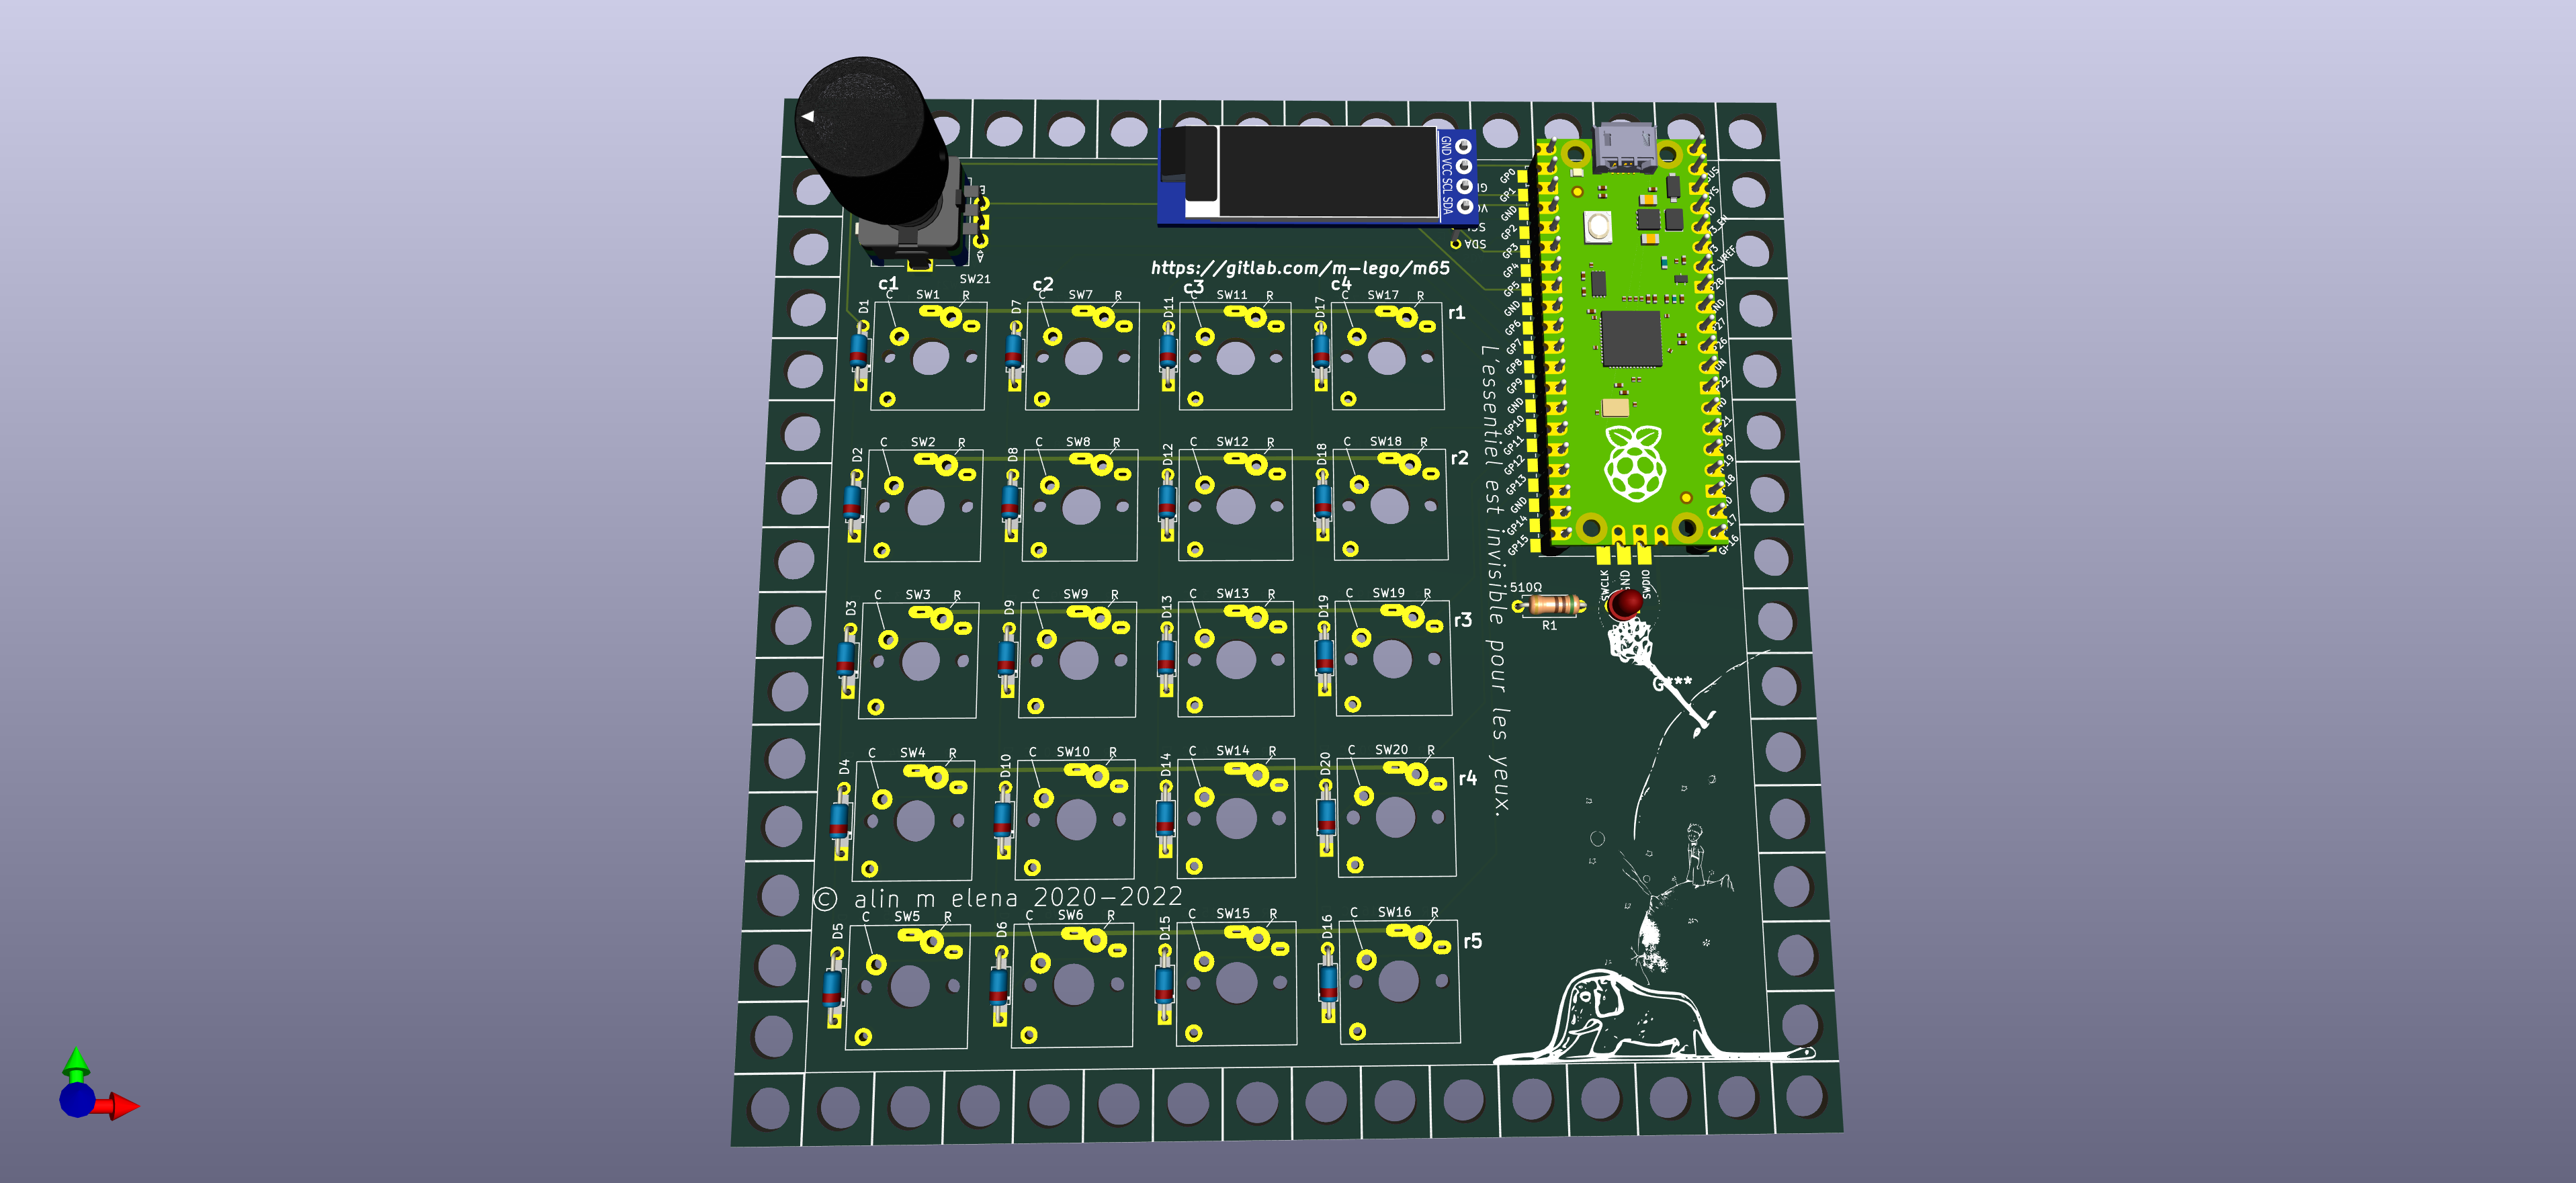 GND VCC SCL SDA
SDA
SW21
https://gitlab.com/m-lego/m65
c1 c2 c3 c4
C SW1 R
C SW7 R
C SW11 R
C SW17 R
D1 D7 D11 D17
r1
C SW2 R
C SW8 R
C SW12 R
C SW18 R
D2 D8 D12 D18
r2
C SW3 R
C SW9 R
C SW13 R
C SW19 R
D3 D9 D13 D19
r3
C SW4 R
C SW10 R
C SW14 R
C SW20 R
D4 D10 D14 D20
r4
© alin m elena 2020-2022
C SW5 R
C SW6 R
C SW15 R
C SW16 R
D5 D6 D15 D16
r5
L'essentiel est invisible pour les yeux.
GP0
GP1
GND
GP2
GP3
GP4
GP5
GND
GP6
GP7
GP8
GP9
GND
GP10
GP11
GP12
GP13
GND
GP14
GP15
GP16
SWCLK
GND
SWDIO
510Ω
R1
G***